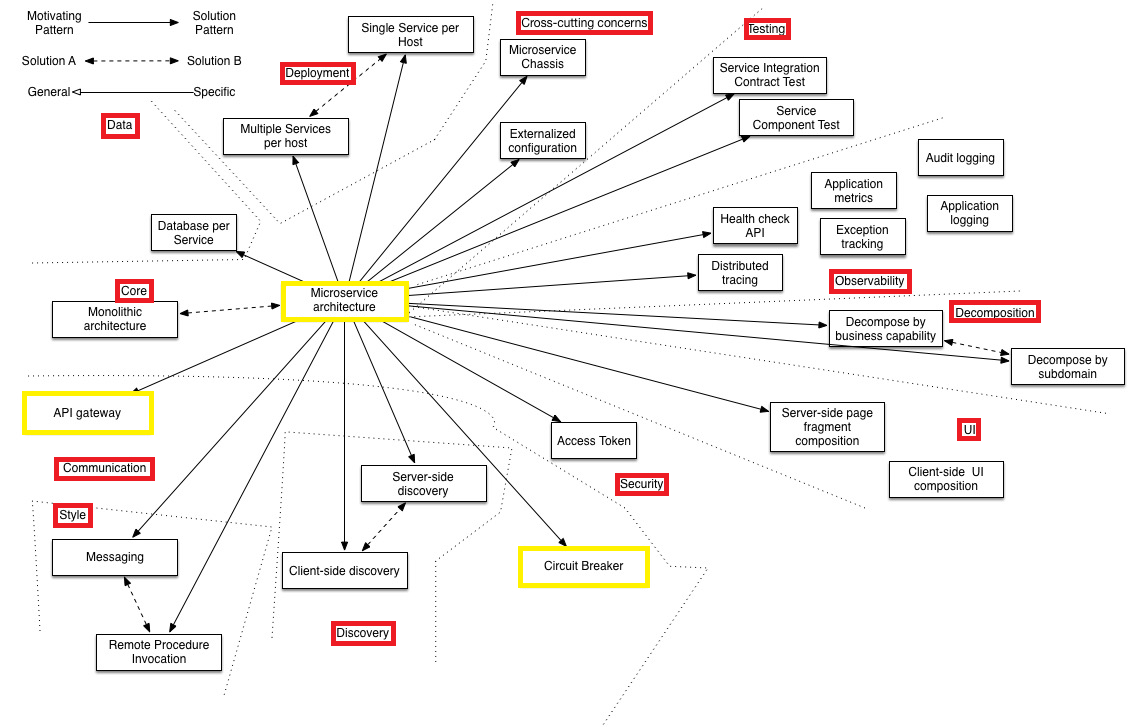 Motivating
Pattern
Solution
Pattern
Solution A
Solution B
General
Specific
Single Service per
Host
Cross-cutting concerns
Testing
Microservice
Chassis
Deployment
Service Integration
Contract Test
Data
Multiple Services
per host
Externalized
configuration
Service
Component Test
Audit logging
Application
metrics
Application
logging
Database per
Service
Health check
API
Exception
tracking
Distributed
tracing
Observability
Core
Monolithic
architecture
Microservice
architecture
Decomposition
Decompose by
business capability
Decompose by
subdomain
API gateway
Access Token
Server-side page
fragment
composition
UI
Communication
Server-side
discovery
Security
Client-side UI
composition
Style
Messaging
Client-side discovery
Circuit Breaker
Discovery
Remote Procedure
Invocation